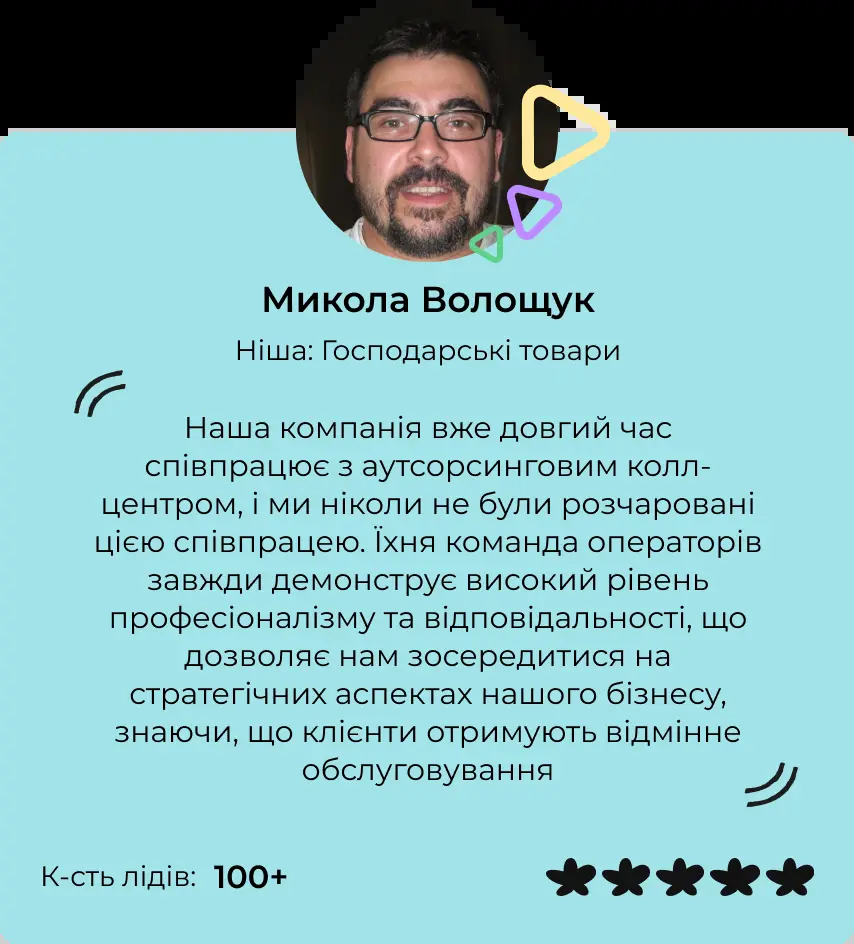 Микола Волощук
Ніша: Господарські товари
Наша компанія вже довгий час
співпрацює з аутсорсинговим колл-
центром, і ми ніколи не були розчаровані
цією співпрацею. Їхня команда операторів
завжди демонструє високий рівень
професіоналізму та відповідальності, що
дозволяє нам зосередитися на
стратегічних аспектах нашого бізнесу,
знаючи, що клієнти отримують відмінне
обслуговування
К-сть лідів: 100+